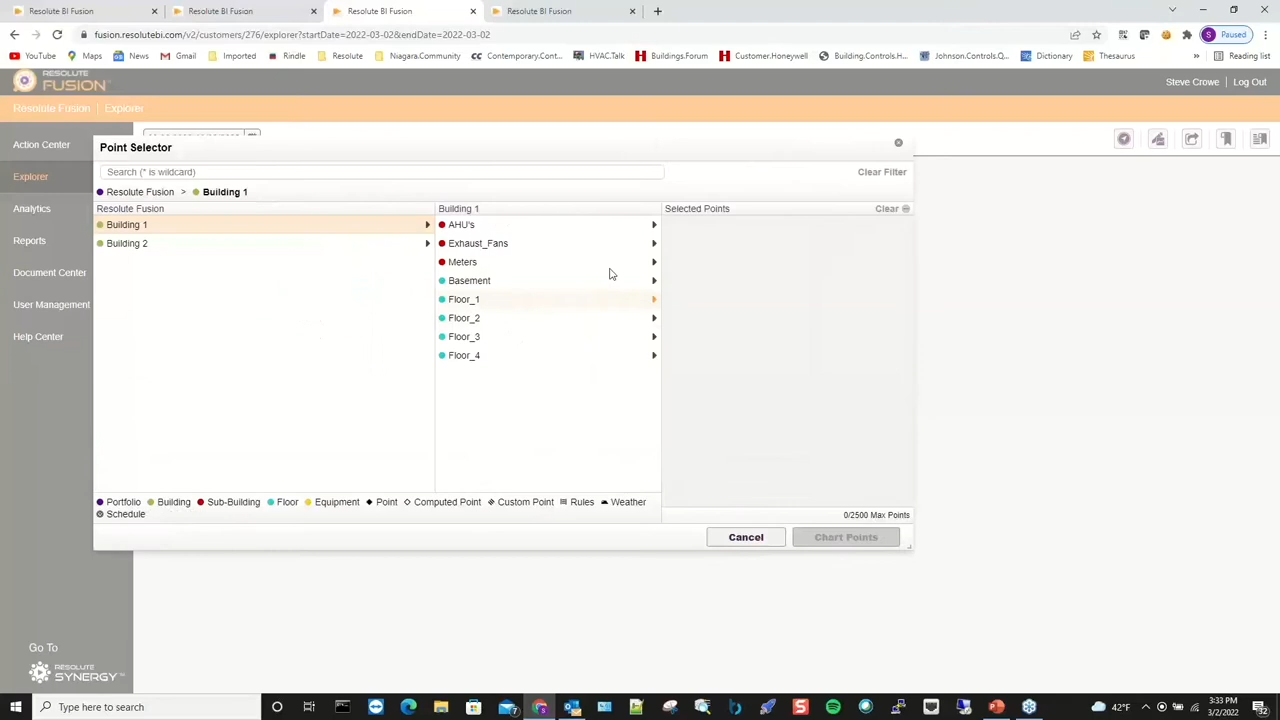 Resolute BI Fusion
Resolute BI Fusion
Resolute BI Fusion
Resolute BI Fusion
fusion.resolutebi.com/v2/customers/276/explorer?startDate=2022-03-02&endDate=2022-03-02
S Paused
YouTube Maps News Gmail Imported Rindle Resolute Niagara.Community Contemporary.Cont... HVAC.Talk Buildings.Forum Customer.Honeywell Building.Controls.H... Johnson.Controls.Q... Dictionary Thesaurus » Reading list
RESOLUTE
FUSION
Steve Crowe | Log Out
Resolute Fusion | Explorer
Action Center
Explorer
Analytics
Reports
Document Center
User Management
Help Center
Point Selector
Search (* is wildcard)
Clear Filter
Resolute Fusion > Building 1
Resolute Fusion
Building 1
Building 2
Building 1
AHU's
Exhaust_Fans
Meters
Basement
Floor_1
Floor_2
Floor_3
Floor_4
Selected Points
Clear
Portfolio Building Sub-Building Floor Equipment Point Computed Point Custom Point Rules Weather
Schedule
0/2500 Max Points
Cancel
Chart Points
Go To
RESOLUTE
SYNERGY
Type here to search
42°F
3:33 PM
3/2/2022